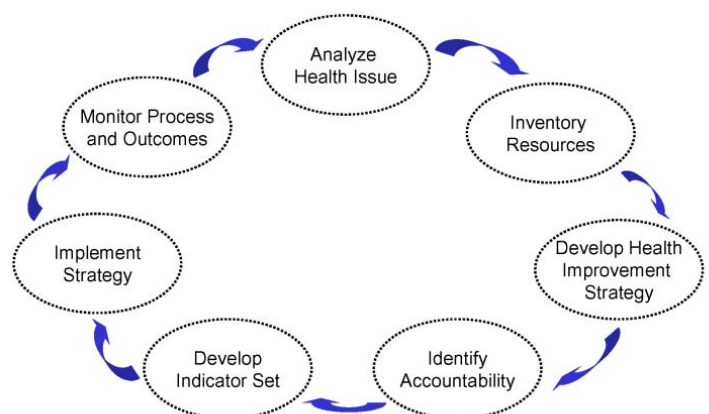 Analyze
Health Issue
Inventory
Resources
Develop Health
Improvement
Strategy
Identify
Accountability
Develop
Indicator Set
Implement
Strategy
Monitor Process
and Outcomes